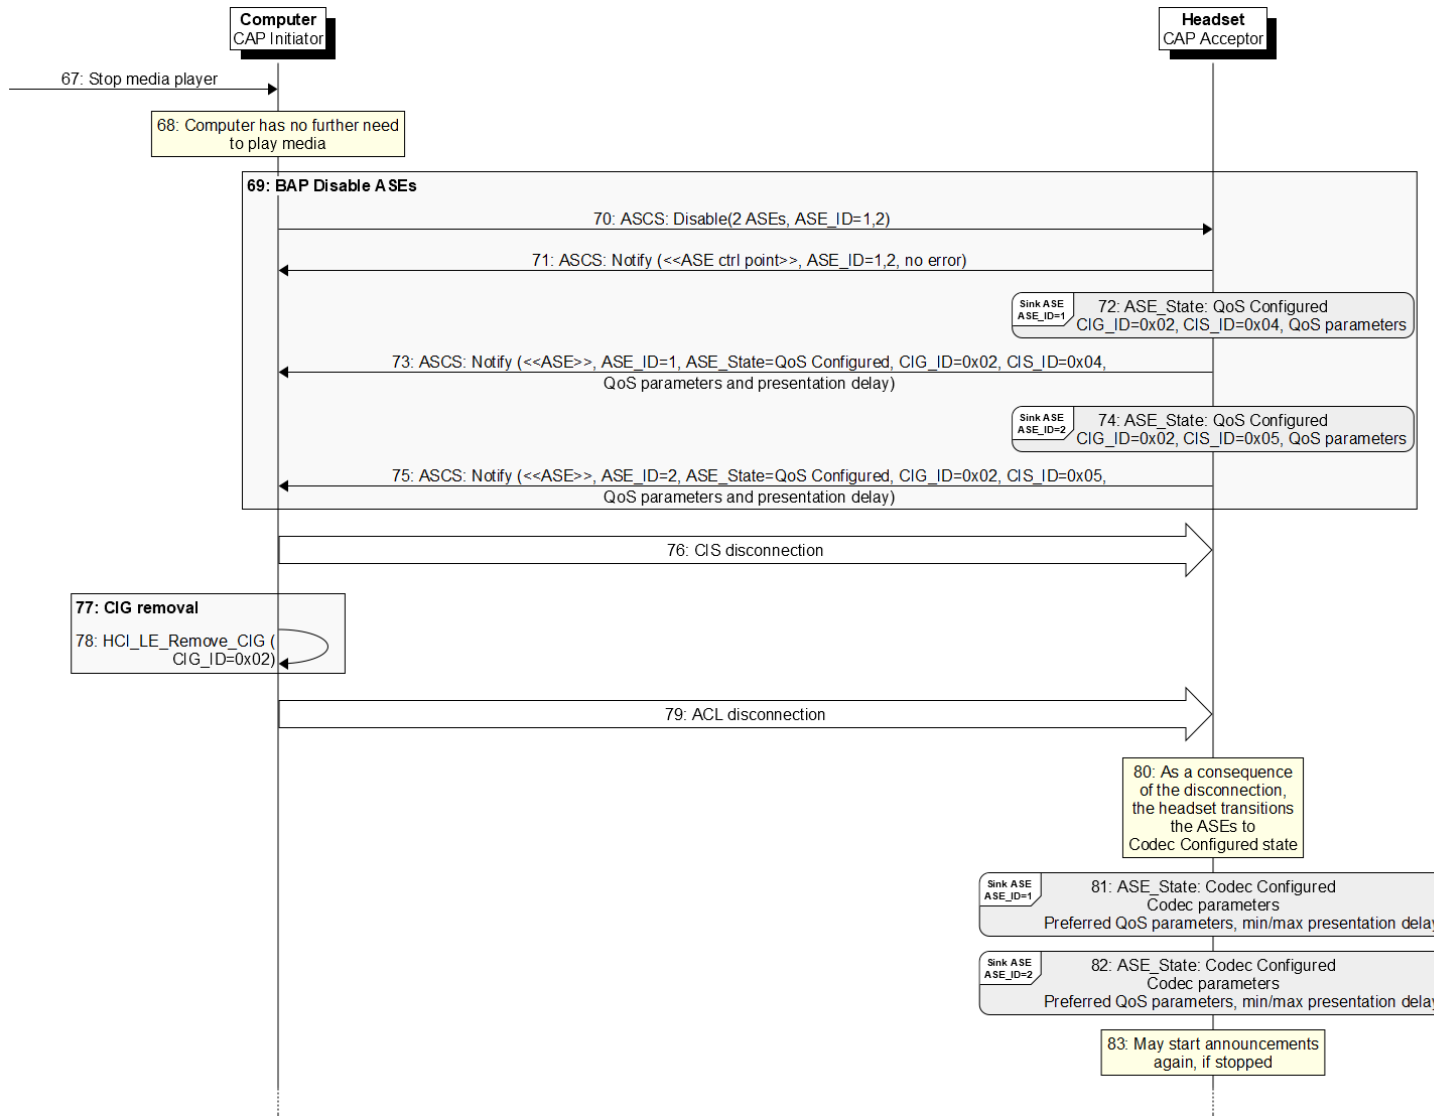 Computer
CAP Initiator
Headset
CAP Acceptor
67: Stop media player
68: Computer has no further need
to play media
69: BAP Disable ASEs
70: ASCS: Disable(2 ASEs, ASE_ID=1,2)
71: ASCS: Notify (<<ASE ctrl point>>, ASE_ID=1,2, no error)
Sink ASE
ASE_ID=1
72: ASE_State: QoS Configured
CIG_ID=0x02, CIS_ID=0x04, QoS parameters
73: ASCS: Notify (<<ASE>>, ASE_ID=1, ASE_State=QoS Configured, CIG_ID=0x02, CIS_ID=0x04,
QoS parameters and presentation delay)
Sink ASE
ASE_ID=2
74: ASE_State: QoS Configured
CIG_ID=0x02, CIS_ID=0x05, QoS parameters
75: ASCS: Notify (<<ASE>>, ASE_ID=2, ASE_State=QoS Configured, CIG_ID=0x02, CIS_ID=0x05,
QoS parameters and presentation delay)
76: CIS disconnection
77: CIG removal
78: HCI_LE_Remove_CIG (
CIG_ID=0x02)
79: ACL disconnection
80: As a consequence
of the disconnection,
the headset transitions
the ASEs to
Codec Configured state
Sink ASE
ASE_ID=1
81: ASE_State: Codec Configured
Codec parameters
Preferred QoS parameters, min/max presentation delay
Sink ASE
ASE_ID=2
82: ASE_State: Codec Configured
Codec parameters
Preferred QoS parameters, min/max presentation delay
83: May start announcements
again, if stopped